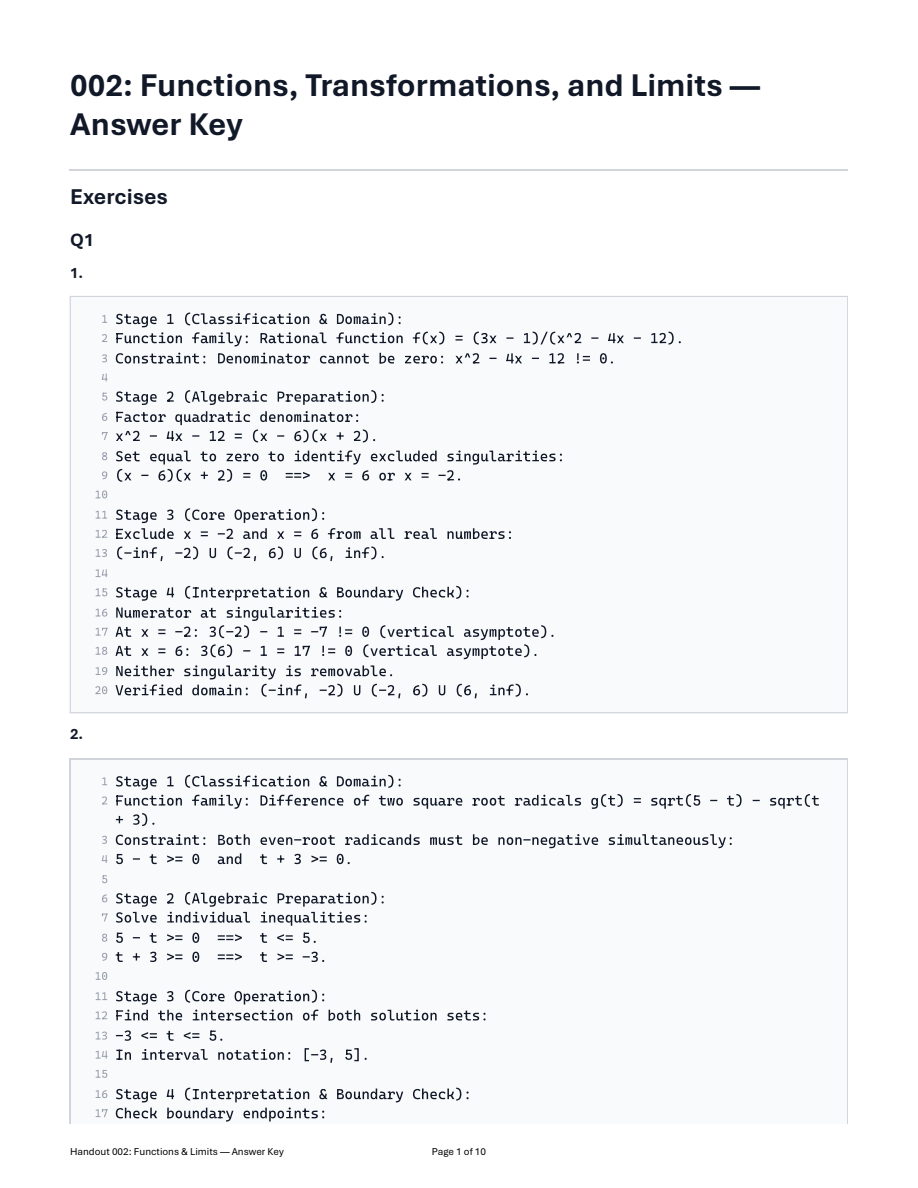 002: Functions, Transformations, and Limits —
Answer Key
Exercises
Q1
1.
1 Stage 1 (Classification & Domain):
2 Function family: Rational function f(x) = (3x - 1)/(x^2 - 4x - 12).
3 Constraint: Denominator cannot be zero: x^2 - 4x - 12 != 0.
4
5 Stage 2 (Algebraic Preparation):
6 Factor quadratic denominator:
7 x^2 - 4x - 12 = (x - 6)(x + 2).
8 Set equal to zero to identify excluded singularities:
9 (x - 6)(x + 2) = 0  ==>  x = 6 or x = -2.
10
11 Stage 3 (Core Operation):
12 Exclude x = -2 and x = 6 from all real numbers:
13 (-inf, -2) U (-2, 6) U (6, inf).
14
15 Stage 4 (Interpretation & Boundary Check):
16 Numerator at singularities:
17 At x = -2: 3(-2) - 1 = -7 != 0 (vertical asymptote).
18 At x = 6: 3(6) - 1 = 17 != 0 (vertical asymptote).
19 Neither singularity is removable.
20 Verified domain: (-inf, -2) U (-2, 6) U (6, inf).
2.
1 Stage 1 (Classification & Domain):
2 Function family: Difference of two square root radicals g(t) = sqrt(5 - t) - sqrt(t
+ 3).
3 Constraint: Both even-root radicands must be non-negative simultaneously:
4 5 - t >= 0  and  t + 3 >= 0.
5
6 Stage 2 (Algebraic Preparation):
7 Solve individual inequalities:
8 5 - t >= 0  ==>  t <= 5.
9 t + 3 >= 0  ==>  t >= -3.
10
11 Stage 3 (Core Operation):
12 Find the intersection of both solution sets:
13 -3 <= t <= 5.
14 In interval notation: [-3, 5].
15
16 Stage 4 (Interpretation & Boundary Check):
17 Check boundary endpoints:
Handout 002: Functions & Limits — Answer Key
Page 1 of 10